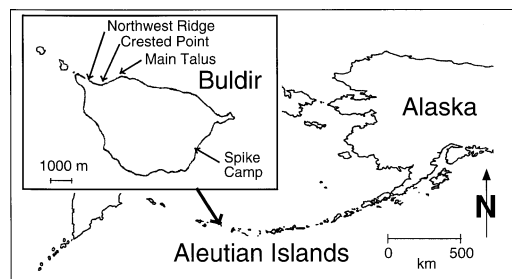 Northwest Ridge
Crested Point
Main Talus
Buldir
1000 m
Spike
Camp
Alaska
N
Aleutian Islands
0 500
km